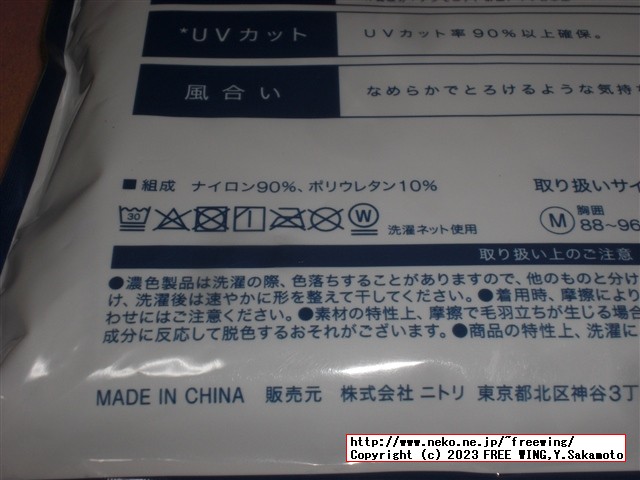 *UVカット
UVカット率90%以上確保。
風合い
なめらかでとろけるような気持
■組成 ナイロン90%、ポリウレタン10%
取り扱いサイ
30
W
洗濯ネット使用
M 胸囲
88~96
取り扱い上のご注意
●濃色製品は洗濯の際、色落ちすることがありますので、他のものと分け
け、洗濯後は速やかに形を整えて干してください。●着用時、摩擦により
わせにはご注意ください。●素材の特性上、摩擦で毛羽立ちが生じる場合
成分に反応して脱色するおそれがございます。●商品の特性上、洗濯に
MADE IN CHINA 販売元 株式会社 ニトリ 東京都北区神谷3丁
http://www.neko.ne.jp/~freewing/
Copyright (c) 2023 FREE WING,Y.Sakamoto